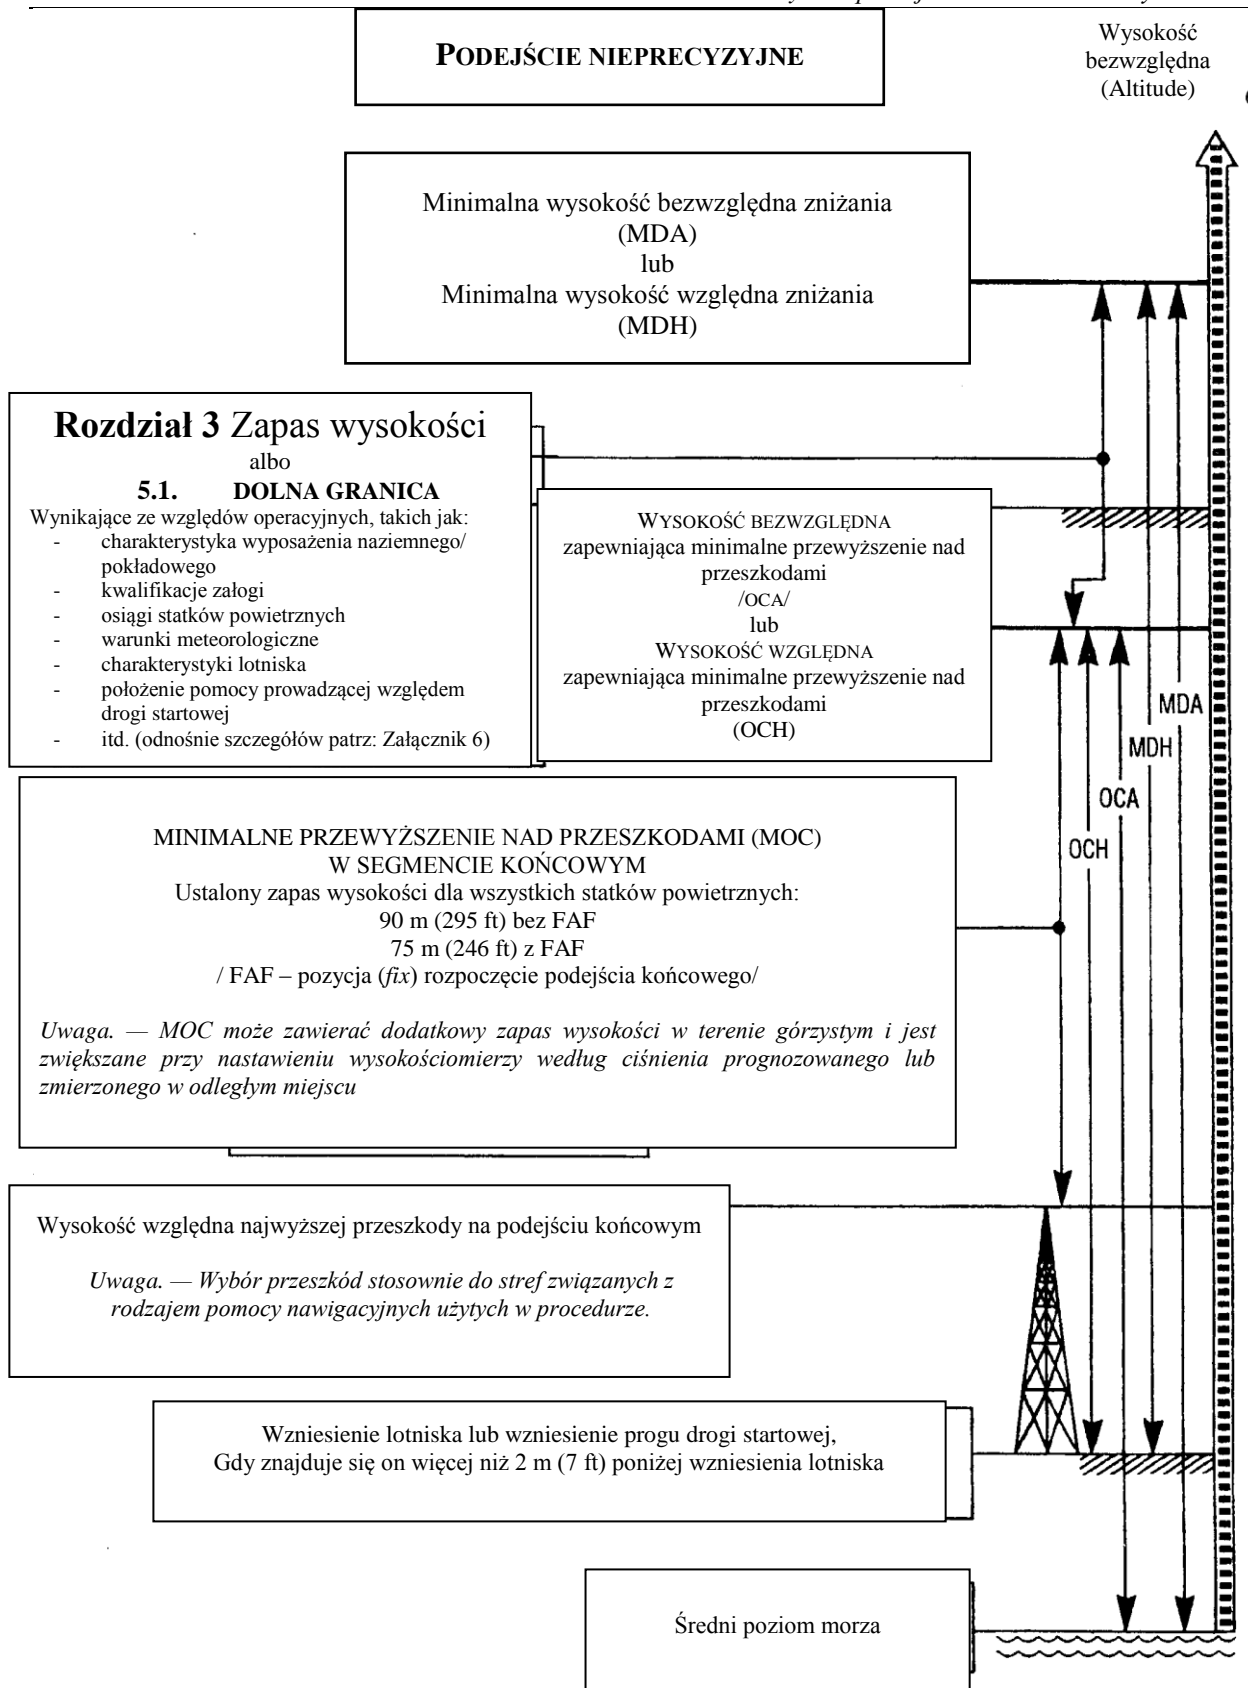 PODEJŚCIE NIEPRECYZYJNE
Wysokość
bezwzględna
(Altitude)
Minimalna wysokość bezwzględna zniżania
(MDA)
lub
Minimalna wysokość względna zniżania
(MDH)
Rozdział 3 Zapas wysokości
albo
5.1. DOLNA GRANICA
Wynikające ze względów operacyjnych, takich jak:
- charakterystyka wyposażenia naziemnego/
pokładowego
- kwalifikacje załogi
- osiągi statków powietrznych
- warunki meteorologiczne
- charakterystyki lotniska
- położenie pomocy prowadzącej względem
drogi startowej
- itd. (odnośnie szczegółów patrz: Załącznik 6)
WYSOKOŚĆ BEZWZGLĘDNA
zapewniająca minimalne przewyższenie nad
przeszkodami
/OCA/
lub
WYSOKOŚĆ WZGLĘDNA
zapewniająca minimalne przewyższenie nad
przeszkodami
(OCH)
MDA
MDH
OCA
OCH
MINIMALNE PRZEWYŻSZENIE NAD PRZESZKODAMI (MOC)
W SEGMENCIE KOŃCOWYM
Ustalony zapas wysokości dla wszystkich statków powietrznych:
90 m (295 ft) bez FAF
75 m (246 ft) z FAF
/ FAF – pozycja (fix) rozpoczęcie podejścia końcowego/
Uwaga. — MOC może zawierać dodatkowy zapas wysokości w terenie górzystym i jest
zwiększane przy nastawieniu wysokościomierzy według ciśnienia prognozowanego lub
zmierzonego w odległym miejscu
Wysokość względna najwyższej przeszkody na podejściu końcowym
Uwaga. — Wybór przeszkód stosownie do stref związanych z
rodzajem pomocy nawigacyjnych użytych w procedurze.
Wzniesienie lotniska lub wzniesienie progu drogi startowej,
Gdy znajduje się on więcej niż 2 m (7 ft) poniżej wzniesienia lotniska
Średni poziom morza